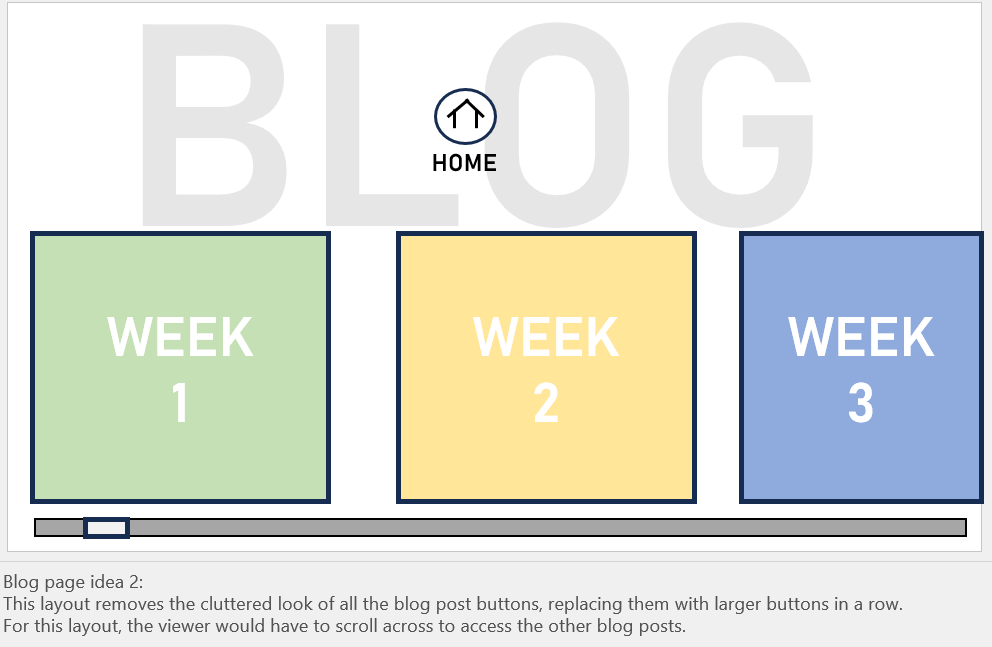 BLOG
HOME
WEEK
1
WEEK
2
WEEK
3
Blog page idea 2:
This layout removes the cluttered look of all the blog post buttons, replacing them with larger buttons in a row.
For this layout, the viewer would have to scroll across to access the other blog posts.